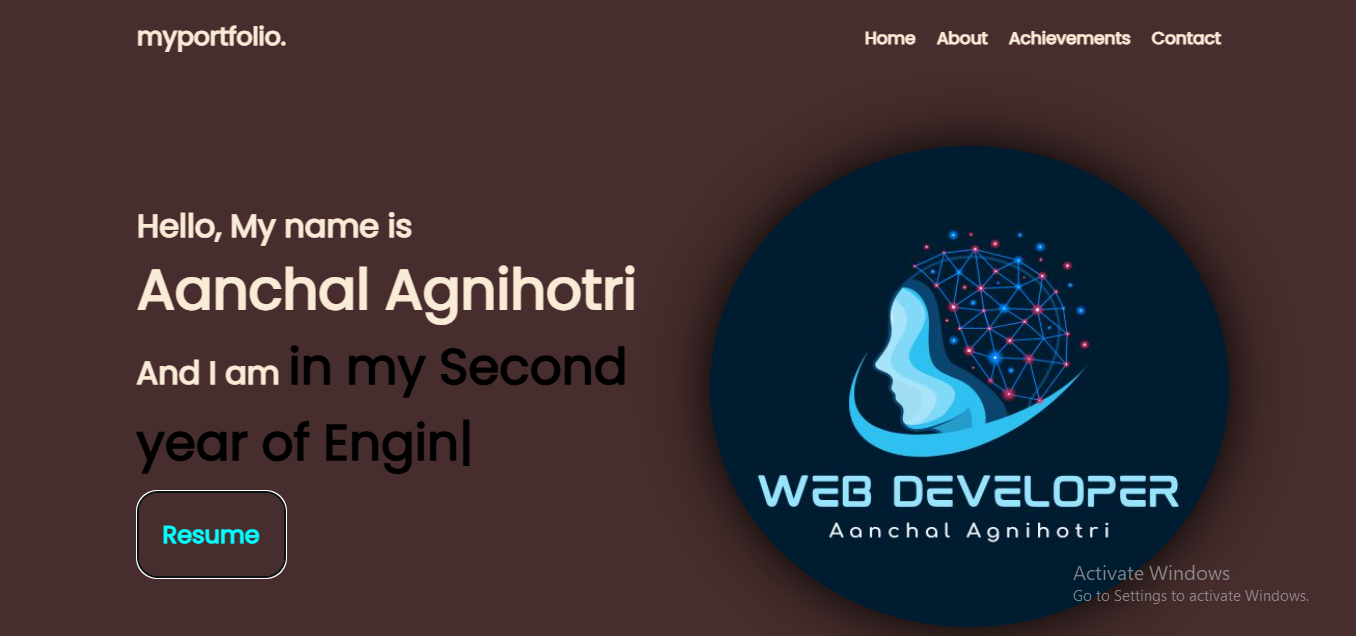 myportfolio.
Home About Achievements Contact
Hello, My name is
Aanchal Agnihotri
And I am in my Second
year of Engin|
Resume
WEB DEVELOPER
Aanchal Agnihotri
Activate Windows
Go to Settings to activate Windows.